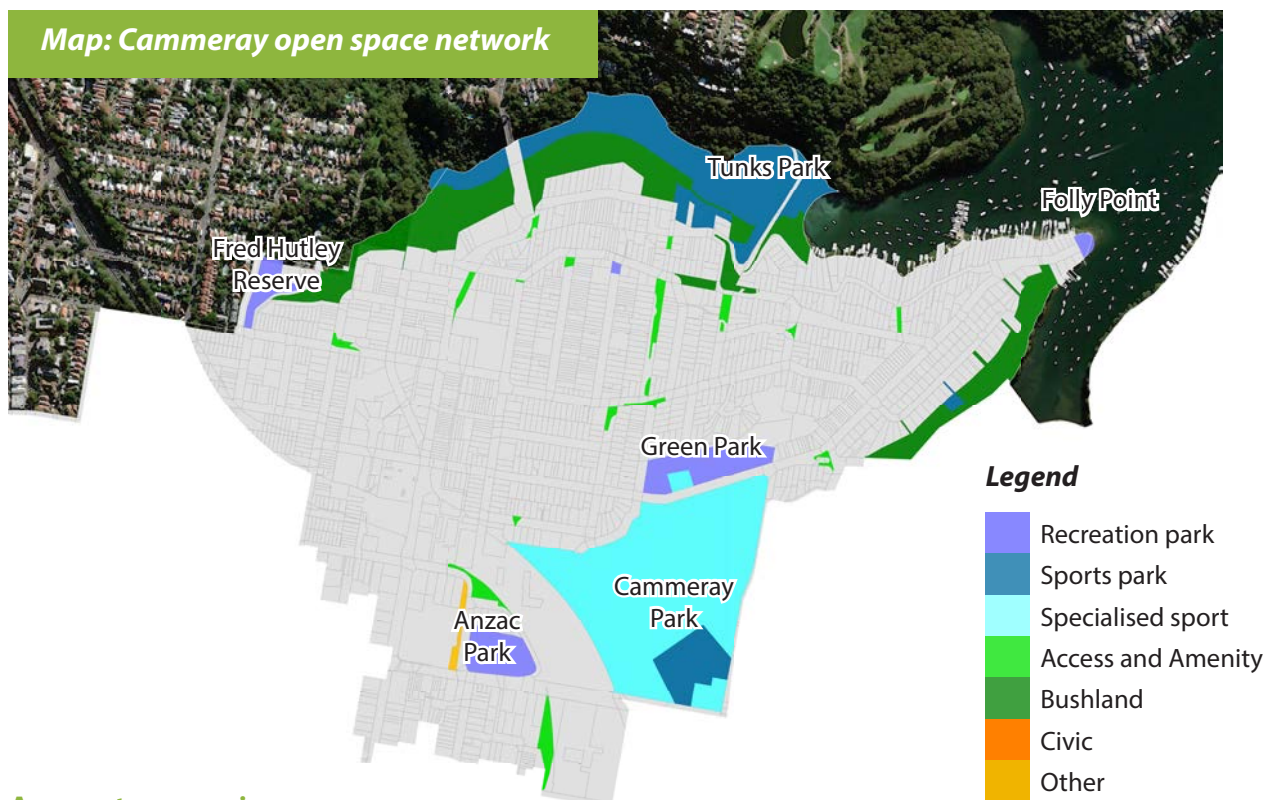 Map: Cammeray open space network
Tunks Park
Folly Point
Fred Hutley
Reserve
Green Park
Cammeray
Park
Anzac
Park
Legend
Recreation park
Sports park
Specialised sport
Access and Amenity
Bushland
Civic
Other